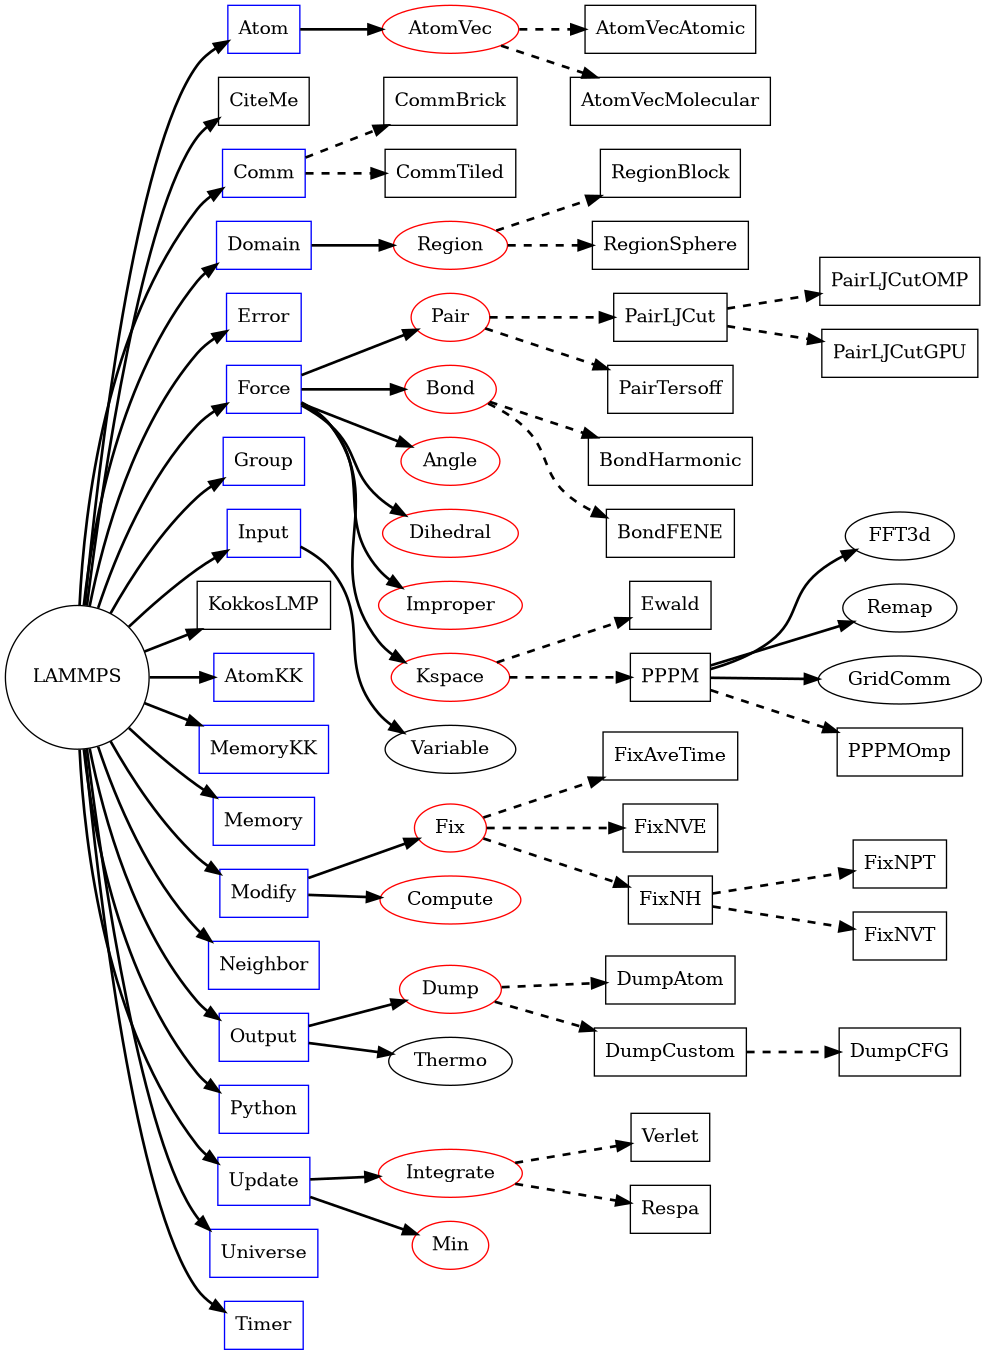 LAMMPS
Atom
CiteMe
Comm
Domain
Error
Force
Group
Input
KokkosLMP
AtomKK
MemoryKK
Memory
Modify
Neighbor
Output
Python
Update
Universe
Timer
AtomVec
CommBrick
CommTiled
Region
Pair
Bond
Angle
Dihedral
Improper
Kspace
Variable
Fix
Compute
Dump
Thermo
Integrate
Min
AtomVecAtomic
AtomVecMolecular
RegionBlock
RegionSphere
PairLJCut
PairTersoff
BondHarmonic
BondFENE
Ewald
PPPM
FixAveTime
FixNVE
FixNH
DumpAtom
DumpCustom
Verlet
Respa
PairLJCutOMP
PairLJCutGPU
FFT3d
Remap
GridComm
PPPMOmp
FixNPT
FixNVT
DumpCFG